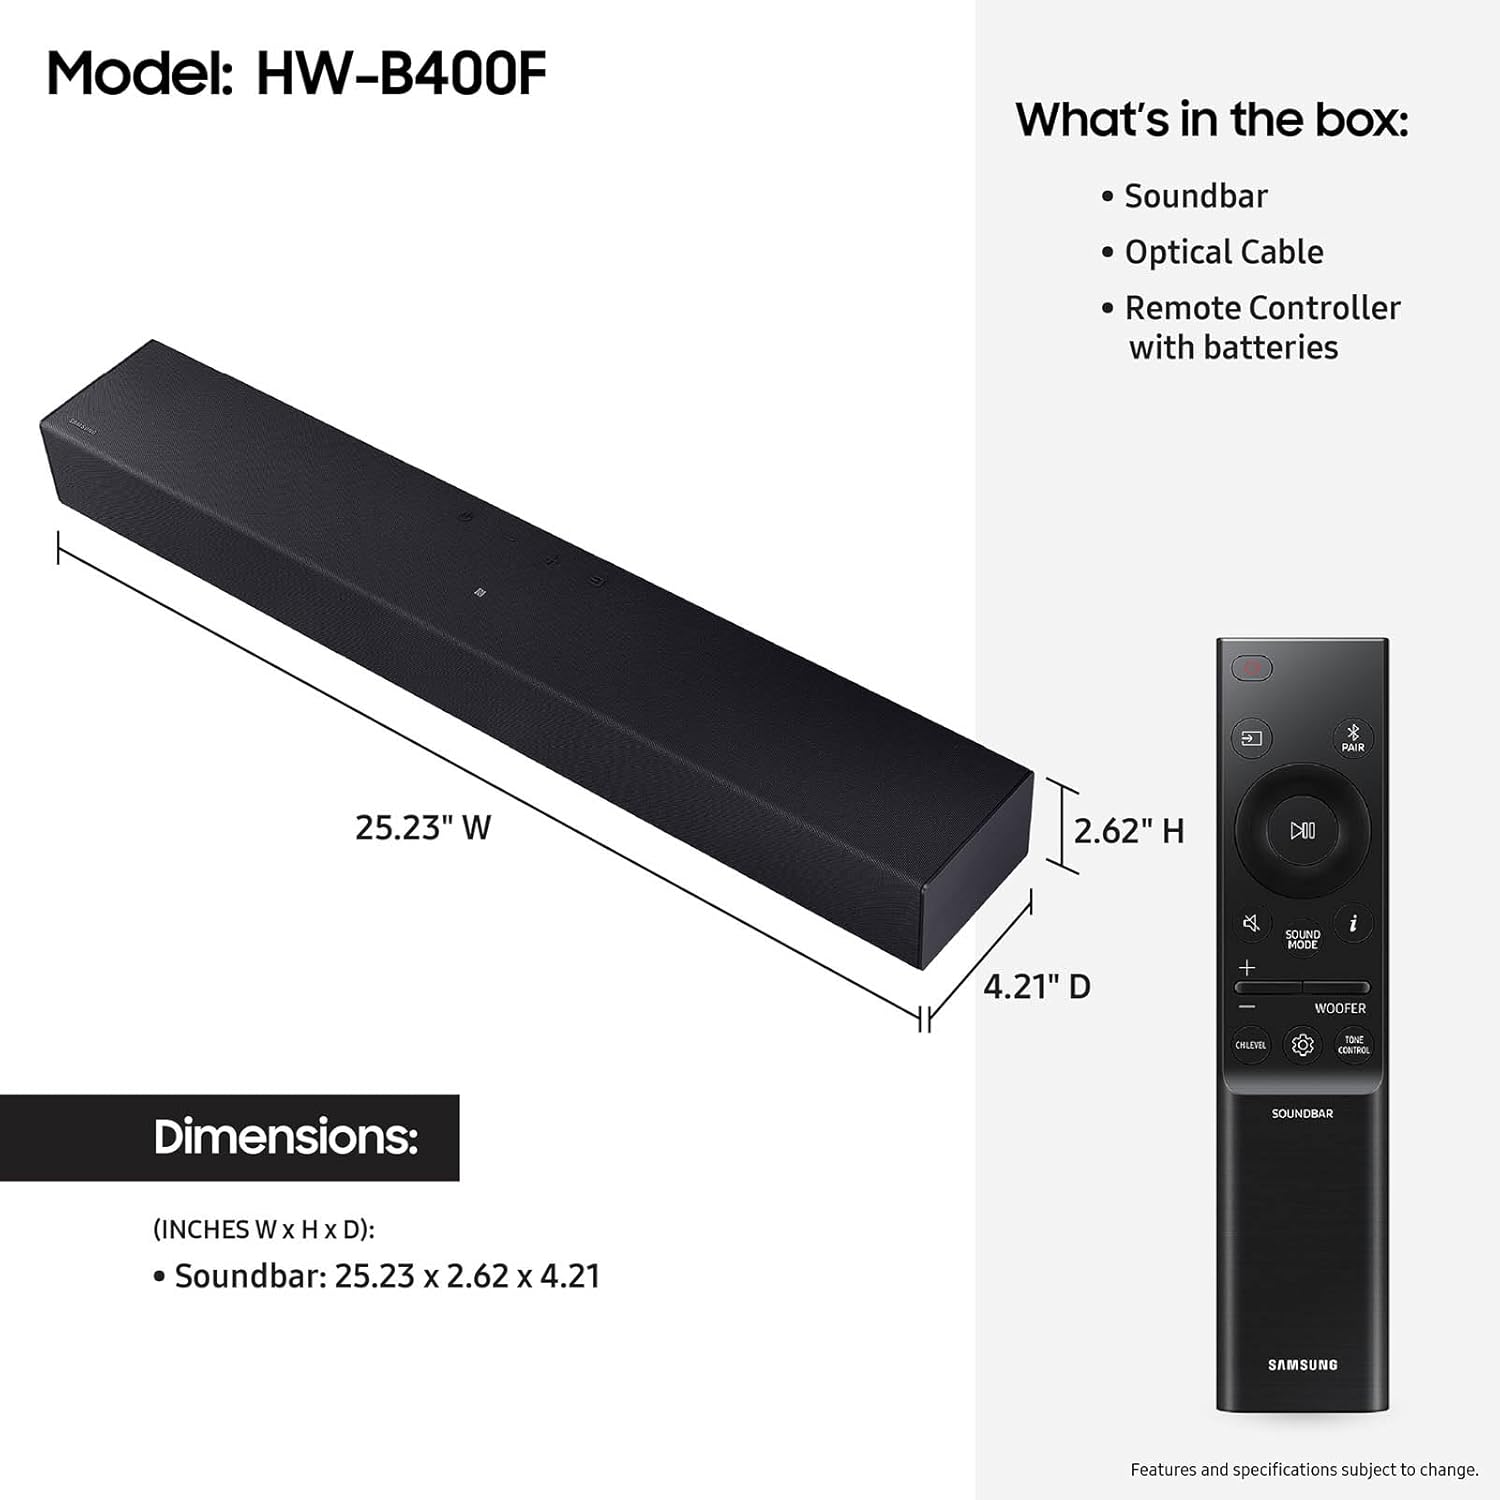 Model: HW-B400F
What's in the box:
• Soundbar
• Optical Cable
• Remote Controller
with batteries
SAMSUNG
25.23" W
2.62" H
4.21" D
PAIR
SOUND
MODE
i
+
−
WOOFER
CH LEVEL
TONE
CONTROL
SOUNDBAR
SAMSUNG
Dimensions:
(INCHES W x H x D):
• Soundbar: 25.23 x 2.62 x 4.21
Features and specifications subject to change.